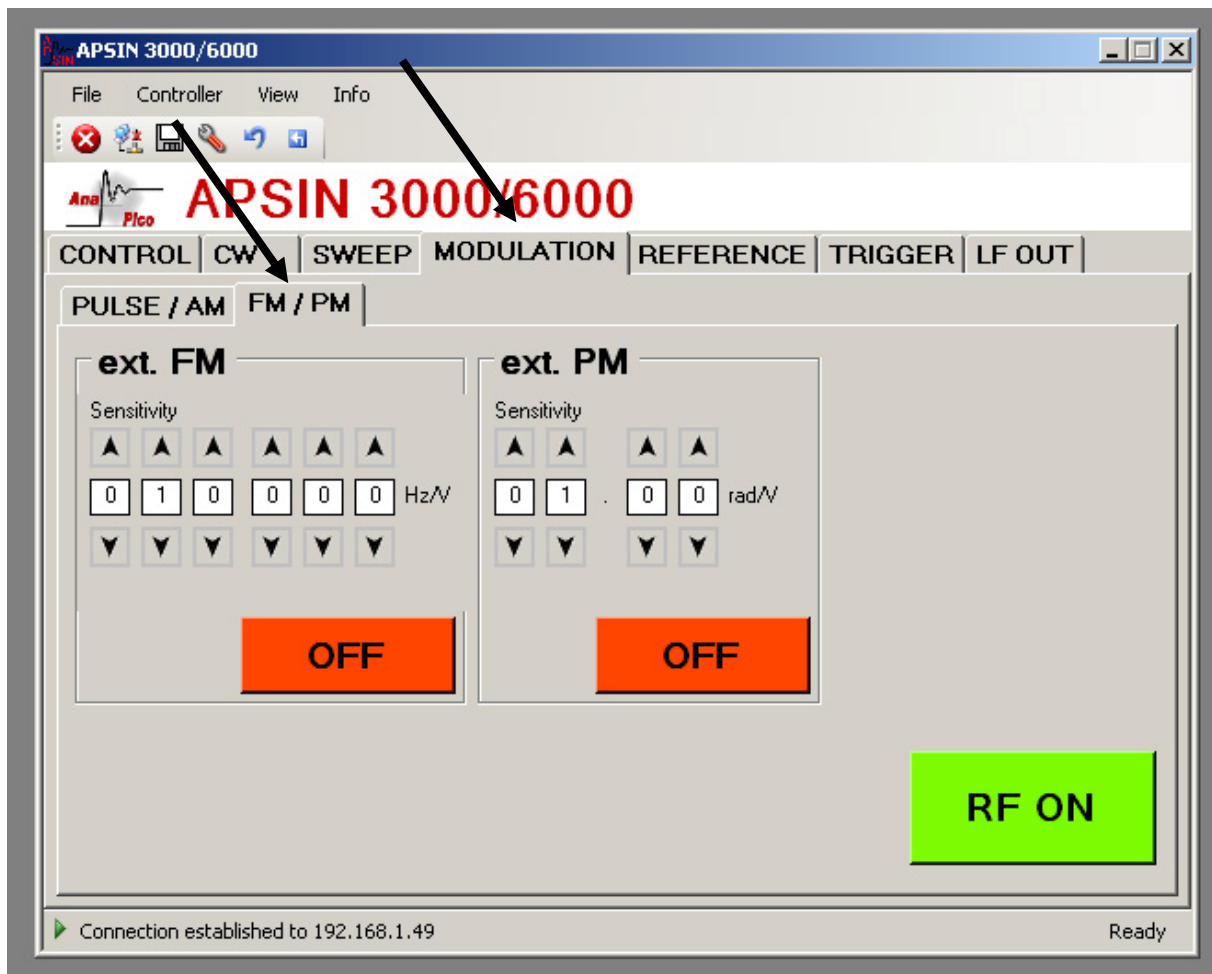 APSIN 3000/6000
File Controller View Info
Ana Pico APSIN 3000/6000
CONTROL CW SWEEP MODULATION REFERENCE TRIGGER LF OUT
PULSE / AM FM / PM
ext. FM ext. PM
Sensitivity Sensitivity
0 1 0 0 0 0 Hz/V 0 1 . 0 0 rad/V
OFF OFF
RF ON
Connection established to 192.168.1.49 Ready